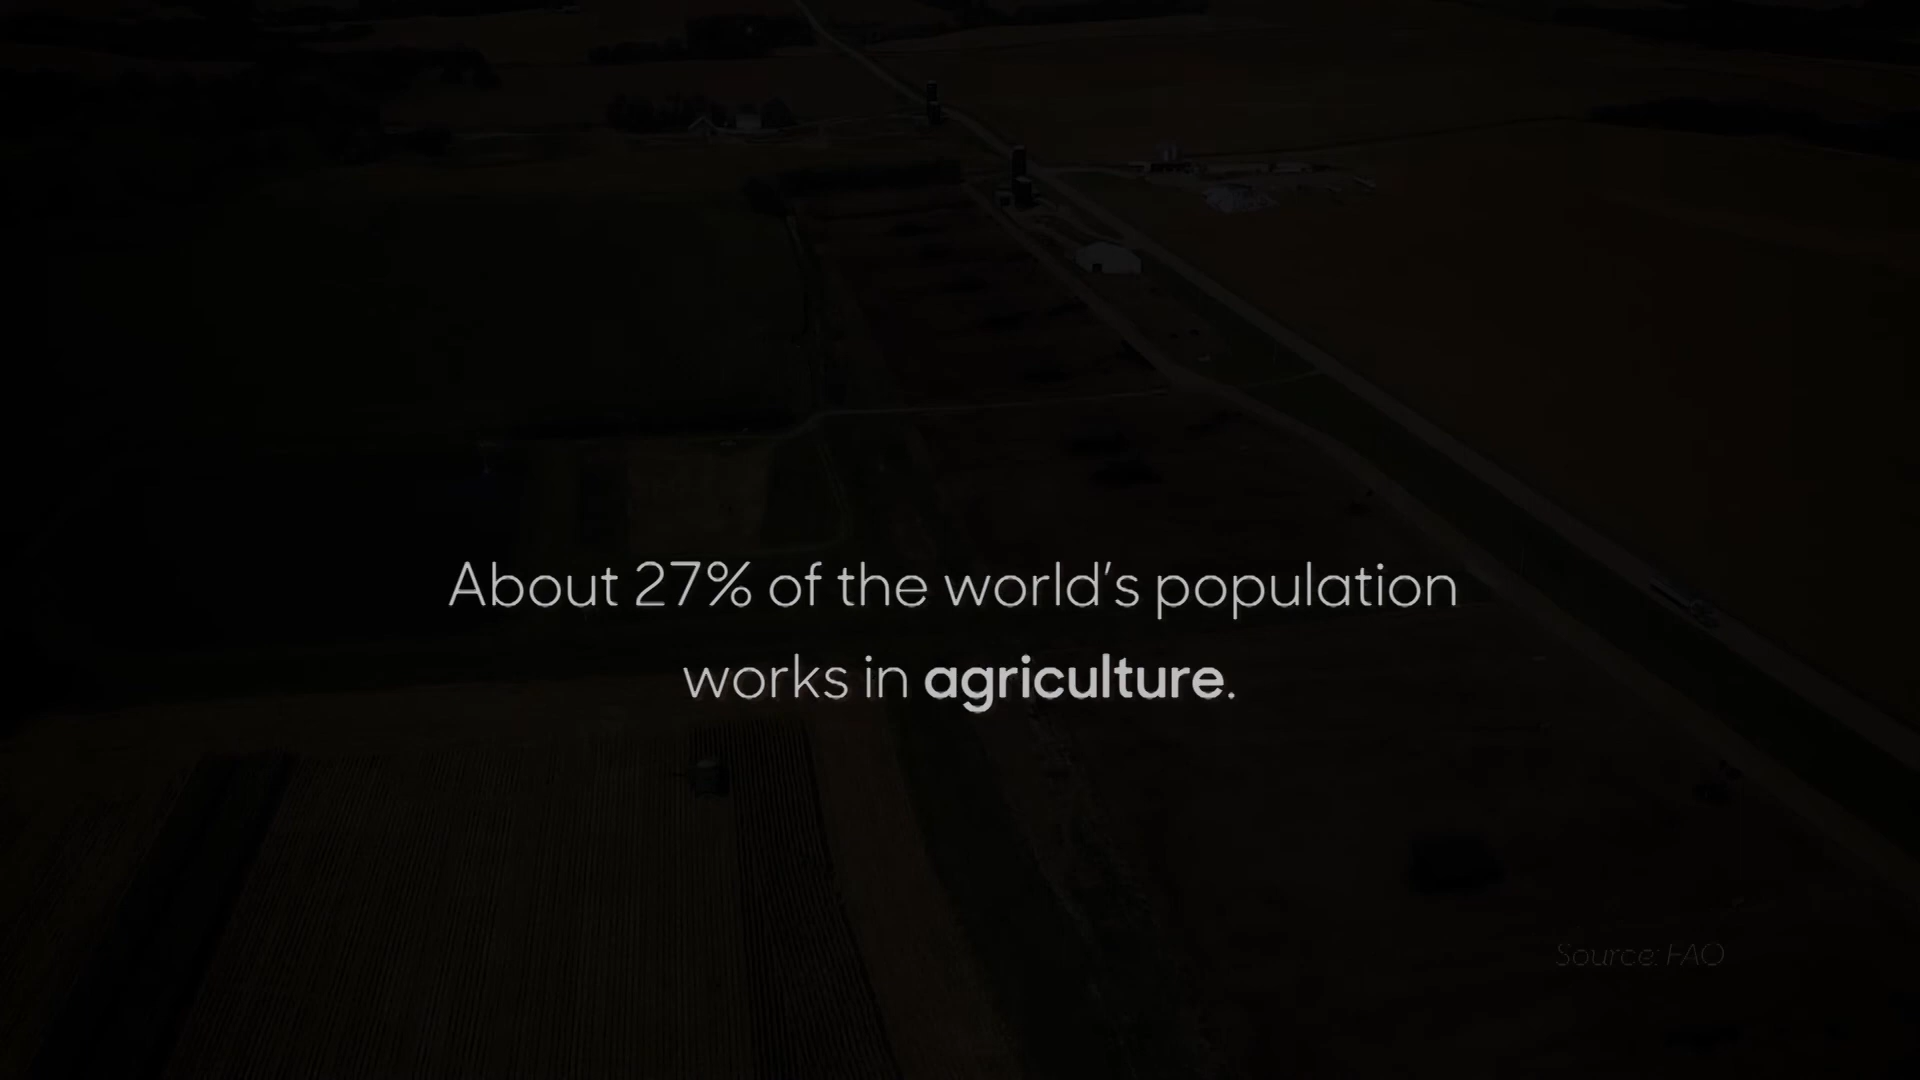 About 27% of the world’s population
works in agriculture.
Source: FAO